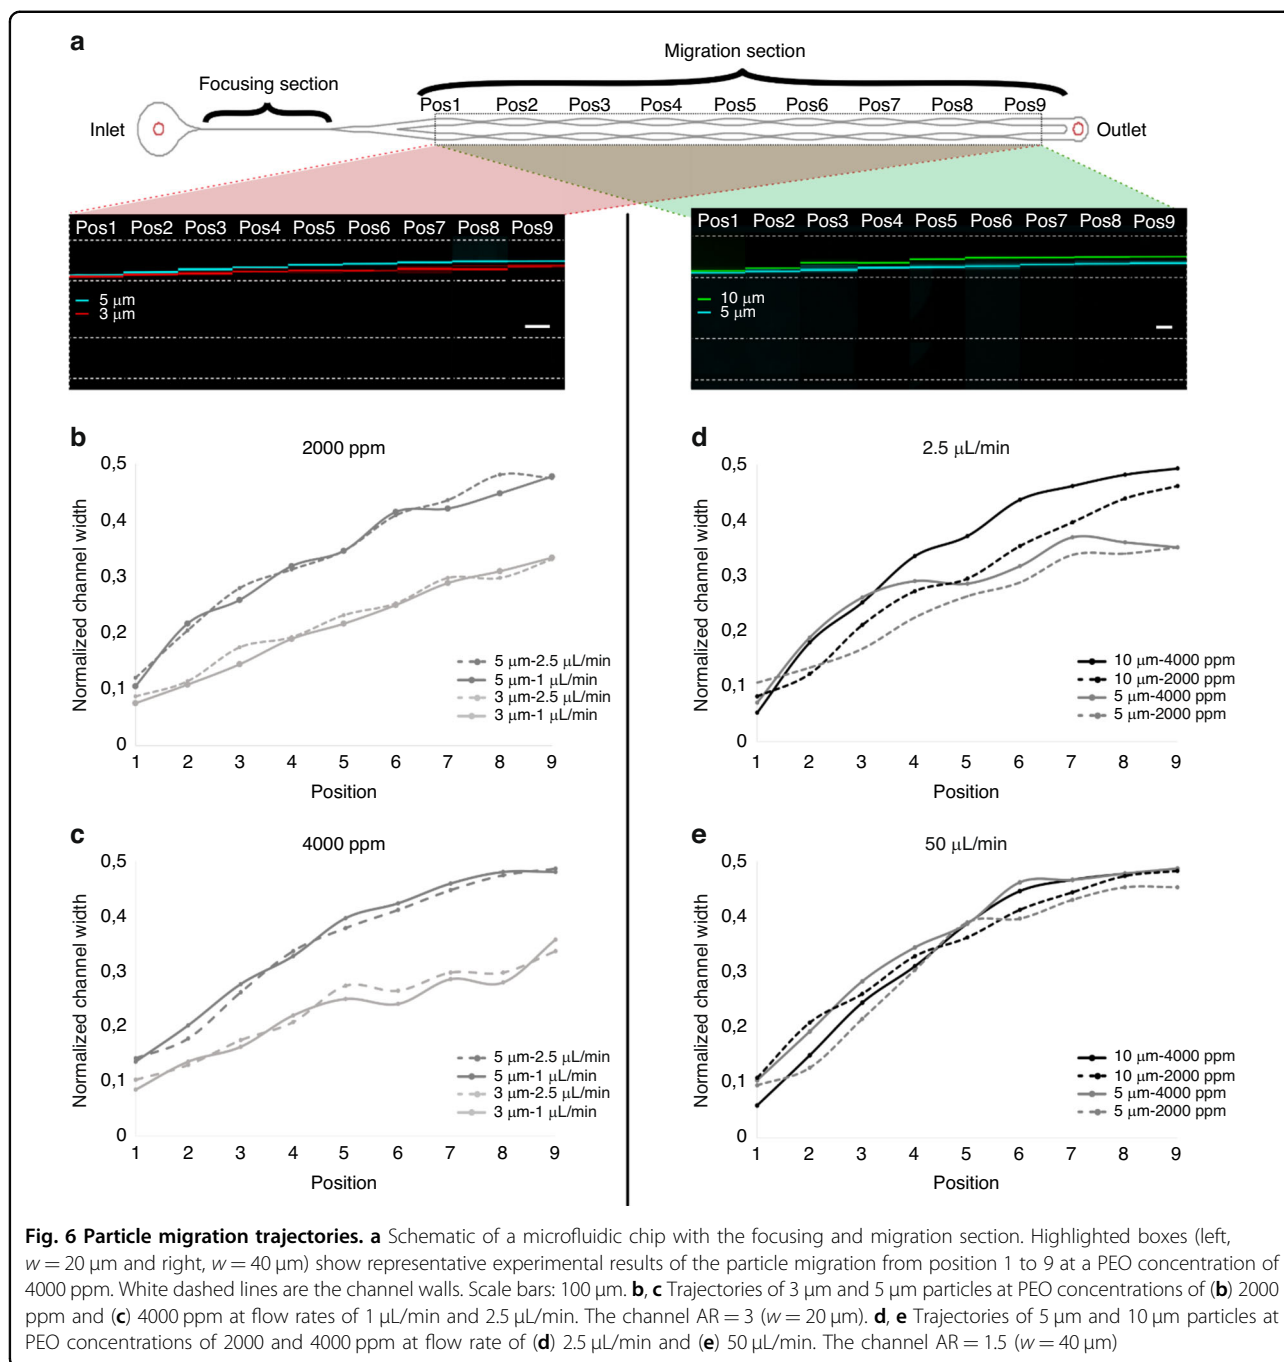 a
Migration section
Focusing section
Pos1 Pos2 Pos3 Pos4 Pos5 Pos6 Pos7 Pos8 Pos9
Inlet
Outlet
Pos1 Pos2 Pos3 Pos4 Pos5 Pos6 Pos7 Pos8 Pos9
5 μm
3 μm
Pos1 Pos2 Pos3 Pos4 Pos5 Pos6 Pos7 Pos8 Pos9
10 μm
5 μm
b
2000 ppm
Normalized channel width
0,5
0,4
0,3
0,2
0,1
0
1 2 3 4 5 6 7 8 9
Position
5 μm-2.5 μL/min
5 μm-1 μL/min
3 μm-2.5 μL/min
3 μm-1 μL/min
c
4000 ppm
Normalized channel width
0,5
0,4
0,3
0,2
0,1
0
1 2 3 4 5 6 7 8 9
Position
5 μm-2.5 μL/min
5 μm-1 μL/min
3 μm-2.5 μL/min
3 μm-1 μL/min
d
2.5 μL/min
Normalized channel width
0,5
0,4
0,3
0,2
0,1
0
1 2 3 4 5 6 7 8 9
Position
10 μm-4000 ppm
10 μm-2000 ppm
5 μm-4000 ppm
5 μm-2000 ppm
e
50 μL/min
Normalized channel width
0,5
0,4
0,3
0,2
0,1
0
1 2 3 4 5 6 7 8 9
Position
10 μm-4000 ppm
10 μm-2000 ppm
5 μm-4000 ppm
5 μm-2000 ppm
Fig. 6 Particle migration trajectories. a Schematic of a microfluidic chip with the focusing and migration section. Highlighted boxes (left,
w = 20 μm and right, w = 40 μm) show representative experimental results of the particle migration from position 1 to 9 at a PEO concentration of
4000 ppm. White dashed lines are the channel walls. Scale bars: 100 μm. b, c Trajectories of 3 μm and 5 μm particles at PEO concentrations of (b) 2000
ppm and (c) 4000 ppm at flow rates of 1 μL/min and 2.5 μL/min. The channel AR = 3 (w = 20 μm). d, e Trajectories of 5 μm and 10 μm particles at
PEO concentrations of 2000 and 4000 ppm at flow rate of (d) 2.5 μL/min and (e) 50 μL/min. The channel AR = 1.5 (w = 40 μm)